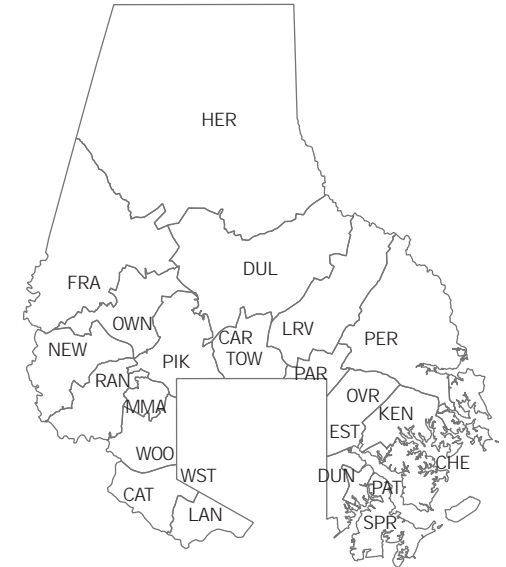 HER
FRA
DUL
OWN
NEW
CAR
TOW
LRV
PER
PIK
RAN
PAR
MMA
OVR
KEN
EST
WOO
CHE
WST
DUN
CAT
PAT
LAN
SPR